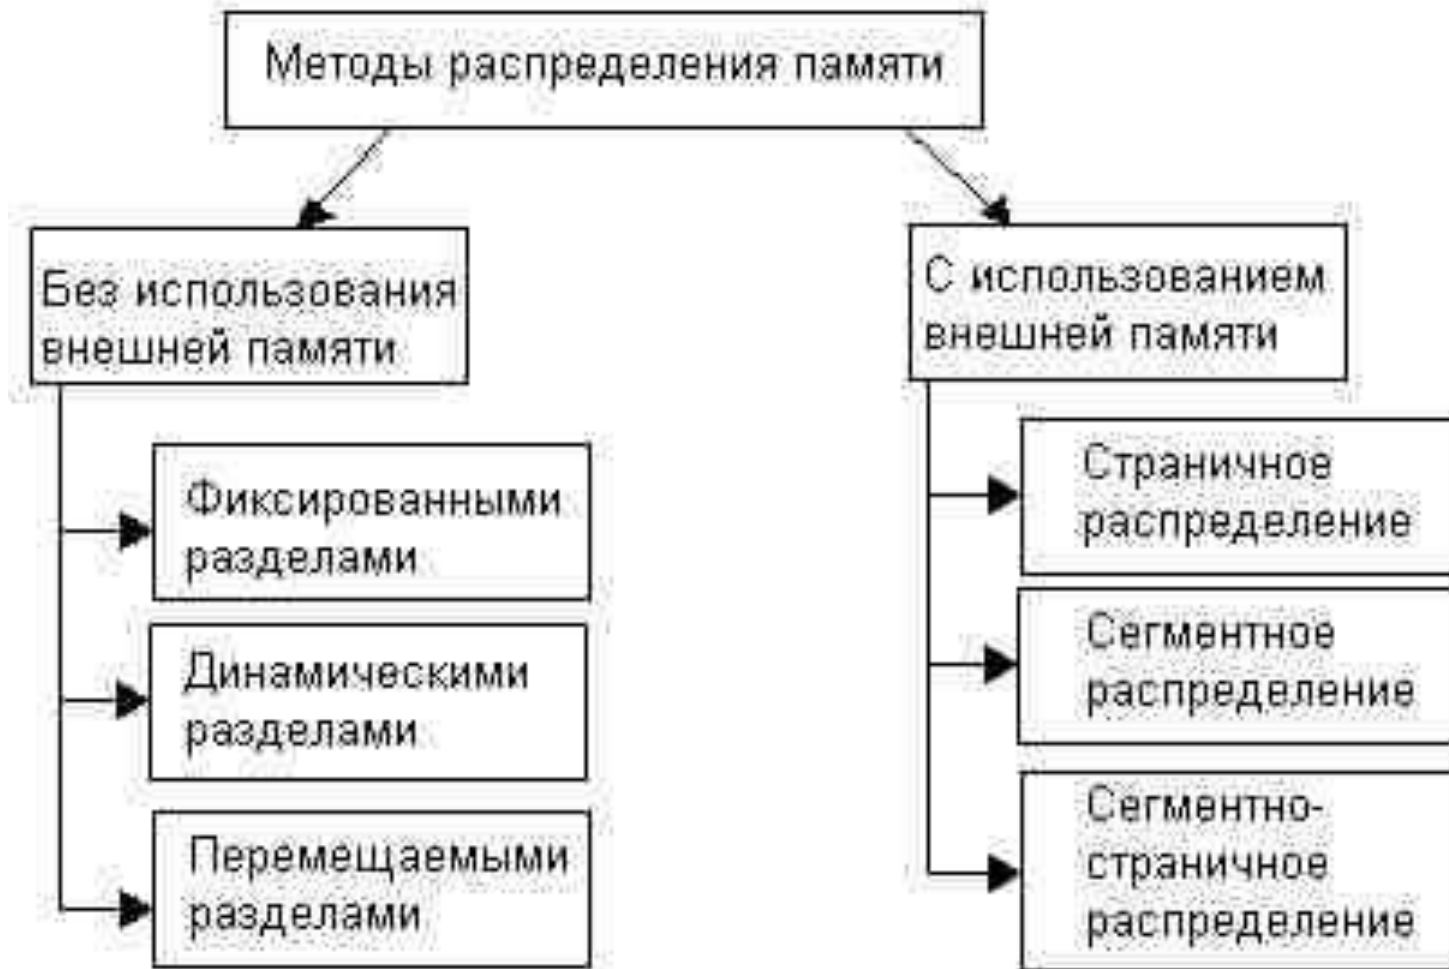 Методы распределения памяти
Без использования
внешней памяти
Фиксированными
разделами
Динамическими
разделами
Перемещаемыми
разделами
С использованием
внешней памяти
Страничное
распределение
Сегментное
распределение
Сегментно-
страничное
распределение